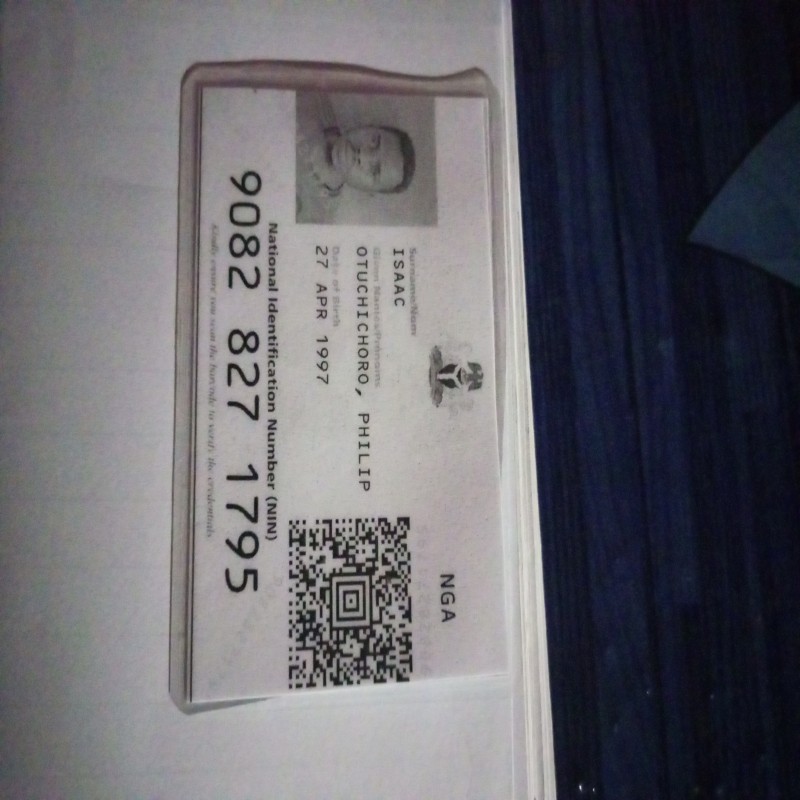 NGA
Surname/Nom
ISAAC
Given Names/Prénoms
OTUCHICHORO, PHILIP
Date of Birth
27 APR 1997
National Identification Number (NIN)
9082 827 1795
Kindly ensure you scan the barcode to verify the credentials